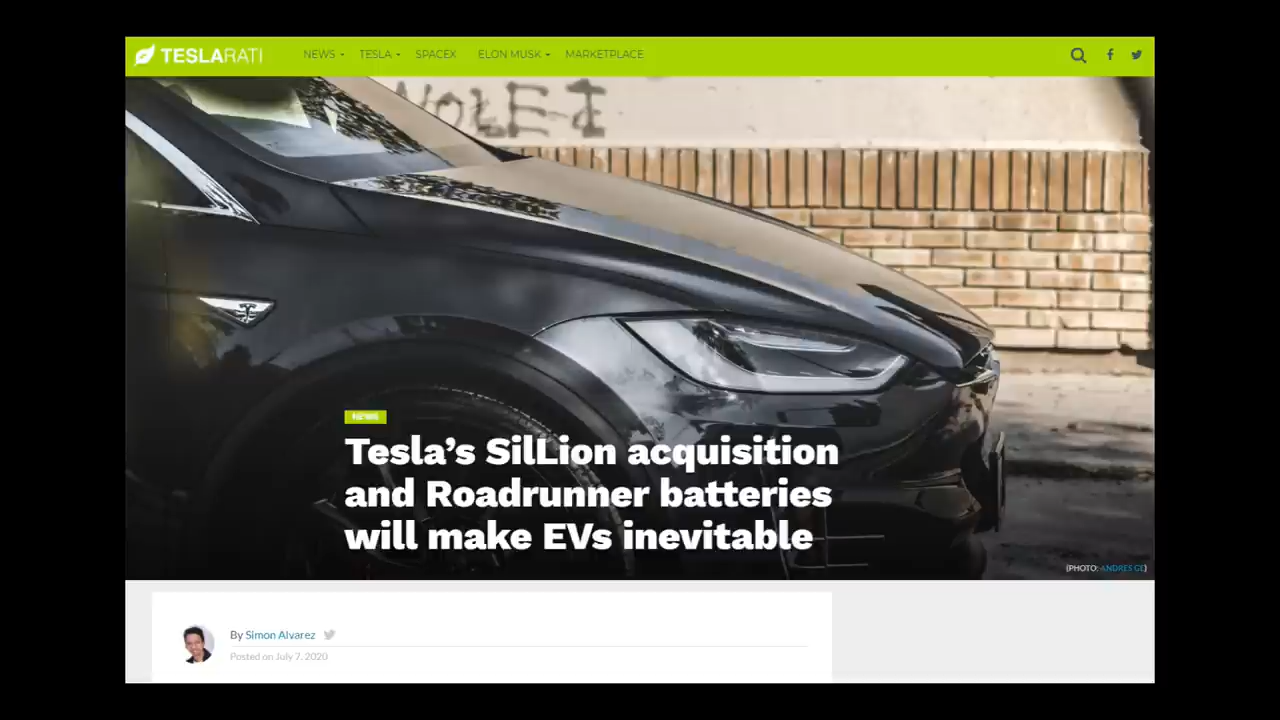 TESLARATI
NEWS
TESLA
SPACEX
ELON MUSK
MARKETPLACE
NEWS
Tesla's SilLion acquisition
and Roadrunner batteries
will make EVs inevitable
(PHOTO: ANDRES GE)
By Simon Alvarez
Posted on July 7, 2020